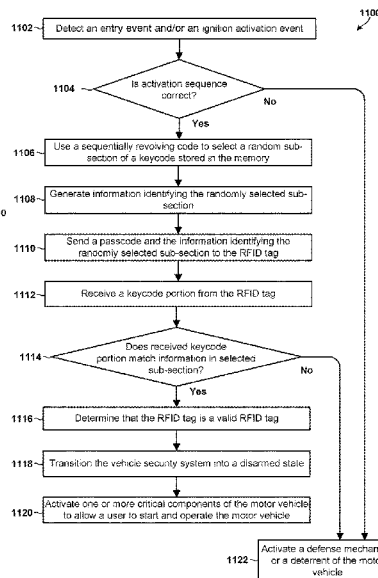 1100
1102
Detect an entry event and/or an ignition activation event
1104
Is activation sequence
correct?
No
Yes
1106
Use a sequentially revolving code to select a random sub-
section of a keycode stored in the memory
1108
Generate information identifying the randomly selected sub-
section
0
1110
Send a passcode and the information identifying the
randomly selected sub-section to the RFID tag
1112
Receive a keycode portion from the RFID tag
1114
Does received keycode
portion match information in selected
sub-section?
No
Yes
1116
Determine that the RFID tag is a valid RFID tag
1118
Transition the vehicle security system into a disarmed state
1120
Activate one or more critical components of the motor vehicle
to allow a user to start and operate the motor vehicle
1122
Activate a defense mechan
or a deterrent of the mot
vehicle